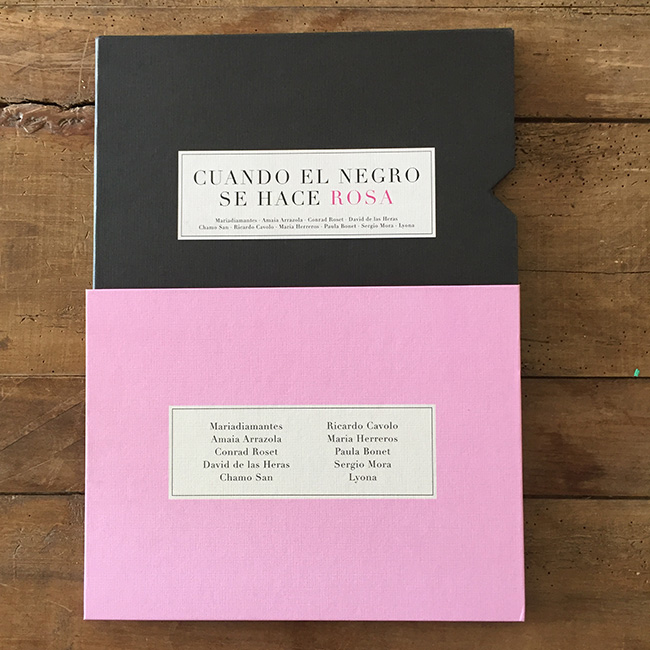 CUANDO EL NEGRO
SE HACE ROSA
Mariadiamantes · Amaia Arrazola · Conrad Roset · David de las Heras
Chamo San · Ricardo Cavolo · Maria Herreros · Paula Bonet · Sergio Mora · Lyona
Mariadiamantes
Amaia Arrazola
Conrad Roset
David de las Heras
Chamo San
Ricardo Cavolo
Maria Herreros
Paula Bonet
Sergio Mora
Lyona